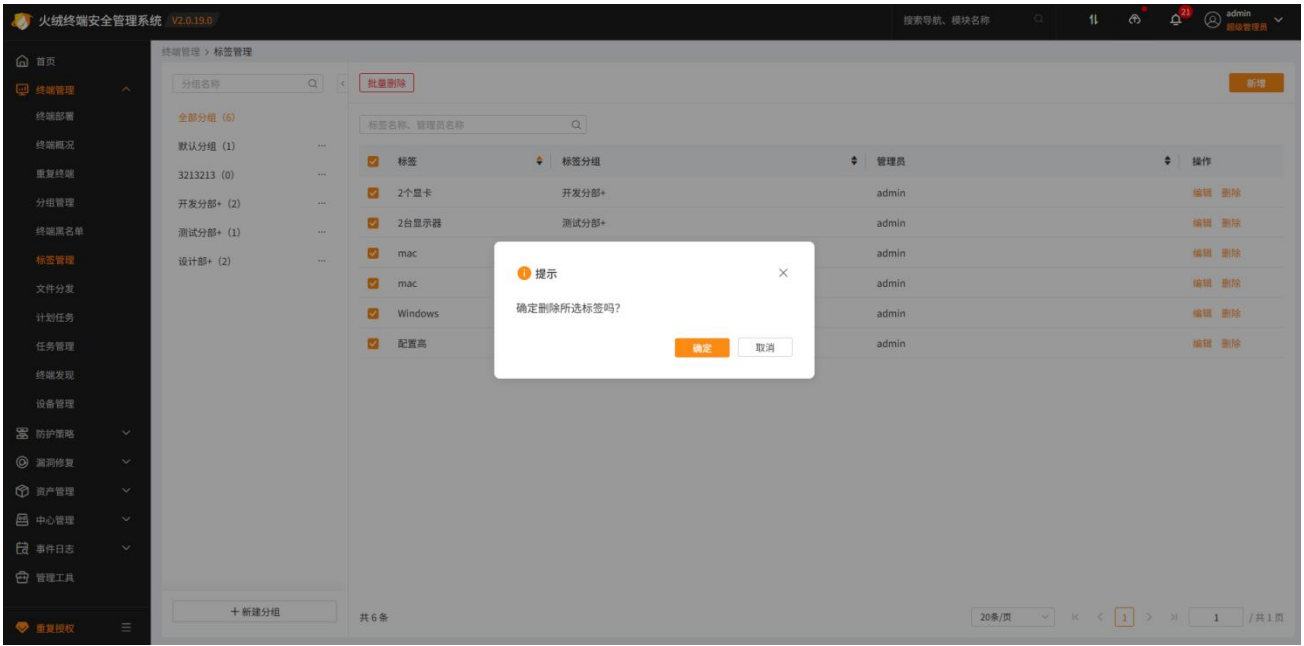 火绒终端安全管理系统 V2.0.19.0
搜索导航、模块名称
21
admin
超级管理员
首页
终端管理
终端部署
终端概况
重复终端
分组管理
终端黑名单
标签管理
文件分发
计划任务
任务管理
终端发现
设备管理
防护策略
漏洞修复
资产管理
中心管理
事件日志
管理工具
重复授权
终端管理 > 标签管理
分组名称
全部分组 (6)
默认分组 (1) ...
3213213 (0) ...
开发分部+ (2) ...
测试分部+ (1) ...
设计部+ (2) ...
+ 新建分组
批量删除
新增
标签名称、管理员名称
标签 标签分组 管理员 操作
2个显卡 开发分部+ admin 编辑 删除
2台显示器 测试分部+ admin 编辑 删除
mac admin 编辑 删除
mac admin 编辑 删除
Windows admin 编辑 删除
配置高 admin 编辑 删除
提示
确定删除所选标签吗?
确定 取消
共 6 条
20条/页 1 1 / 共 1 页